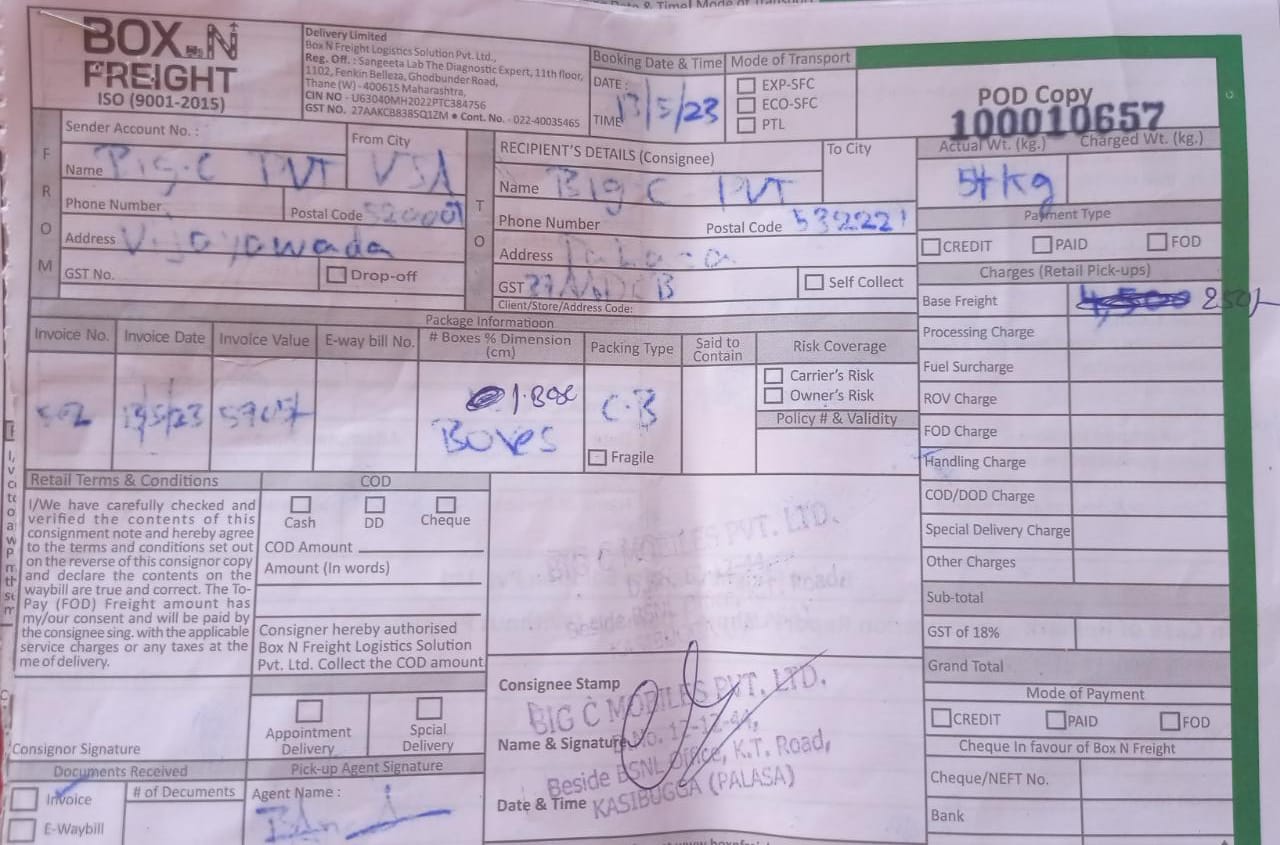 BOX N
FREIGHT
ISO (9001-2015)
Delivery Limited
Box N Freight Logistics Solution Pvt. Ltd.,
Reg. Off. : Sangeeta Lab The Diagnostic Expert, 11th floor,
1102, Fenkin Belleza, Ghodbunder Road,
Thane (W) - 400615 Maharashtra,
CIN NO - U63040MH2022PTC384756
GST NO. 27AAKCB8385Q1ZM ● Cont. No. - 022-40035465
Booking Date & Time
DATE : 13/5/23
TIME
Mode of Transport
EXP-SFC
ECO-SFC
PTL
POD Copy
100010657
FROM
Sender Account No. :
From City
Name Big-C PVT VJA
Phone Number
Postal Code 520001
Address Vijayawada
GST No.
Drop-off
TO
RECIPIENT'S DETAILS (Consignee)
To City
Name Big C PVT
Phone Number
Postal Code 532221
Address Palasa
GST
Self Collect
Client/Store/Address Code:
Actual Wt. (kg.) Charged Wt. (kg.)
54 kg
Payment Type
CREDIT PAID FOD
Charges (Retail Pick-ups)
Base Freight 250/-
Processing Charge
Fuel Surcharge
ROV Charge
FOD Charge
Handling Charge
COD/DOD Charge
Special Delivery Charge
Other Charges
Sub-total
GST of 18%
Grand Total
Mode of Payment
CREDIT PAID FOD
Cheque In favour of Box N Freight
Cheque/NEFT No.
Bank
Package Informatioon
Invoice No. Invoice Date Invoice Value E-way bill No. # Boxes % Dimension (cm) Packing Type Said to Contain Risk Coverage
Carrier's Risk
Owner's Risk
Policy # & Validity
13/5/23
1. Box
Boxes
C.B
Fragile
Retail Terms & Conditions
I/We have carefully checked and
verified the contents of this
consignment note and hereby agree
to the terms and conditions set out
on the reverse of this consignor copy
and declare the contents on the
waybill are true and correct. The To-
Pay (FOD) Freight amount has
my/our consent and will be paid by
the consignee sing. with the applicable
service charges or any taxes at the
me of delivery.
Consignor Signature
COD
Cash DD Cheque
COD Amount
Amount (In words)
Consigner hereby authorised
Box N Freight Logistics Solution
Pvt. Ltd. Collect the COD amount
Appointment Delivery
Spcial Delivery
Documents Received
Invoice
E-Waybill
# of Documents
Pick-up Agent Signature
Agent Name :
BIG C MOBILES PVT. LTD.
Consignee Stamp
Name & Signature
Date & Time
BIG C MOBILES PVT. LTD.
D.No. 12-12-44,
Beside BSNL Office, K.T. Road,
KASIBUGGA (PALASA)